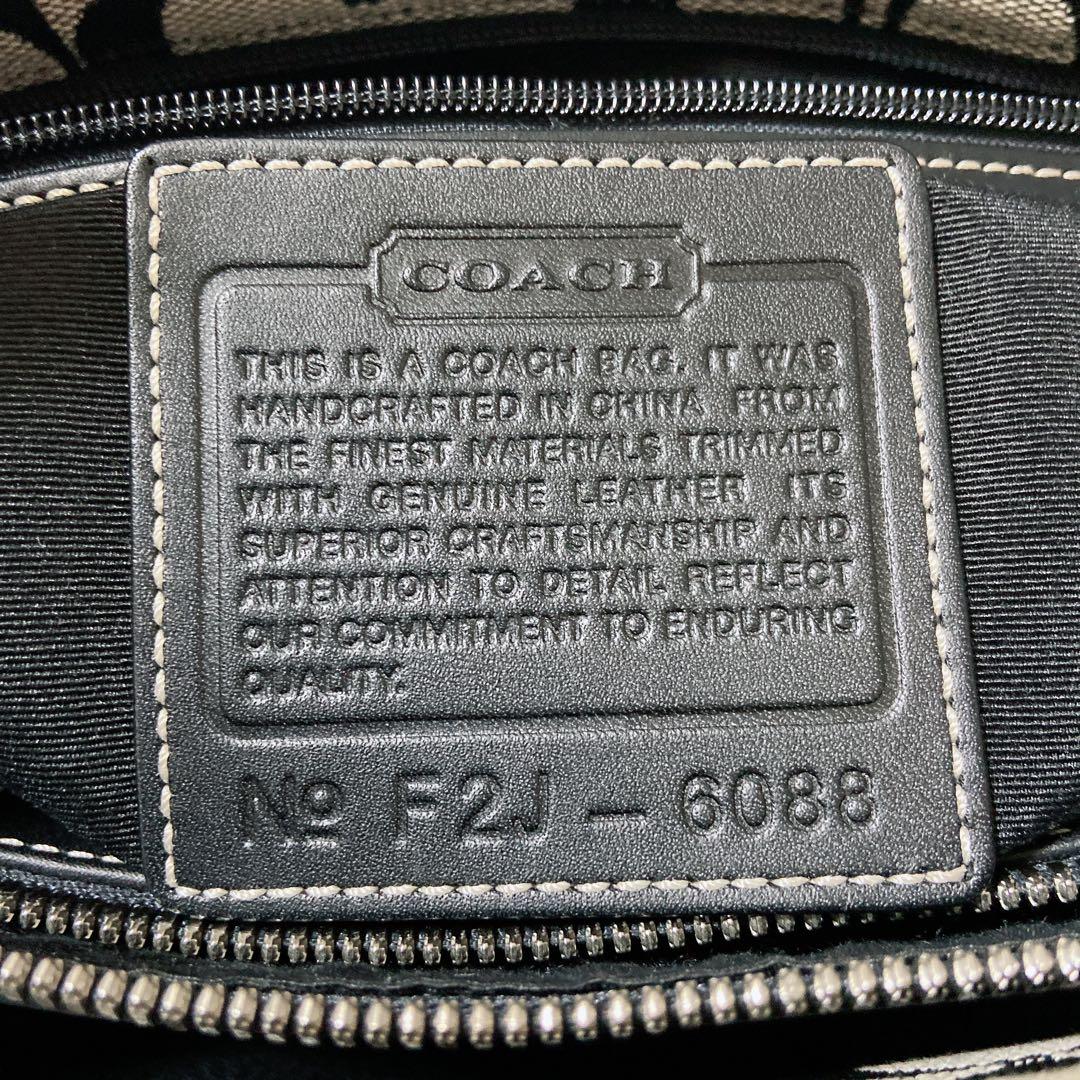 COACH
THIS IS A COACH BAG. IT WAS
HANDCRAFTED IN CHINA FROM
THE FINEST MATERIALS TRIMMED
WITH GENUINE LEATHER ITS
SUPERIOR CRAFTSMANSHIP AND
ATTENTION TO DETAIL REFLECT
OUR COMMITMENT TO ENDURING
QUALITY.
Nº F2J - 6088